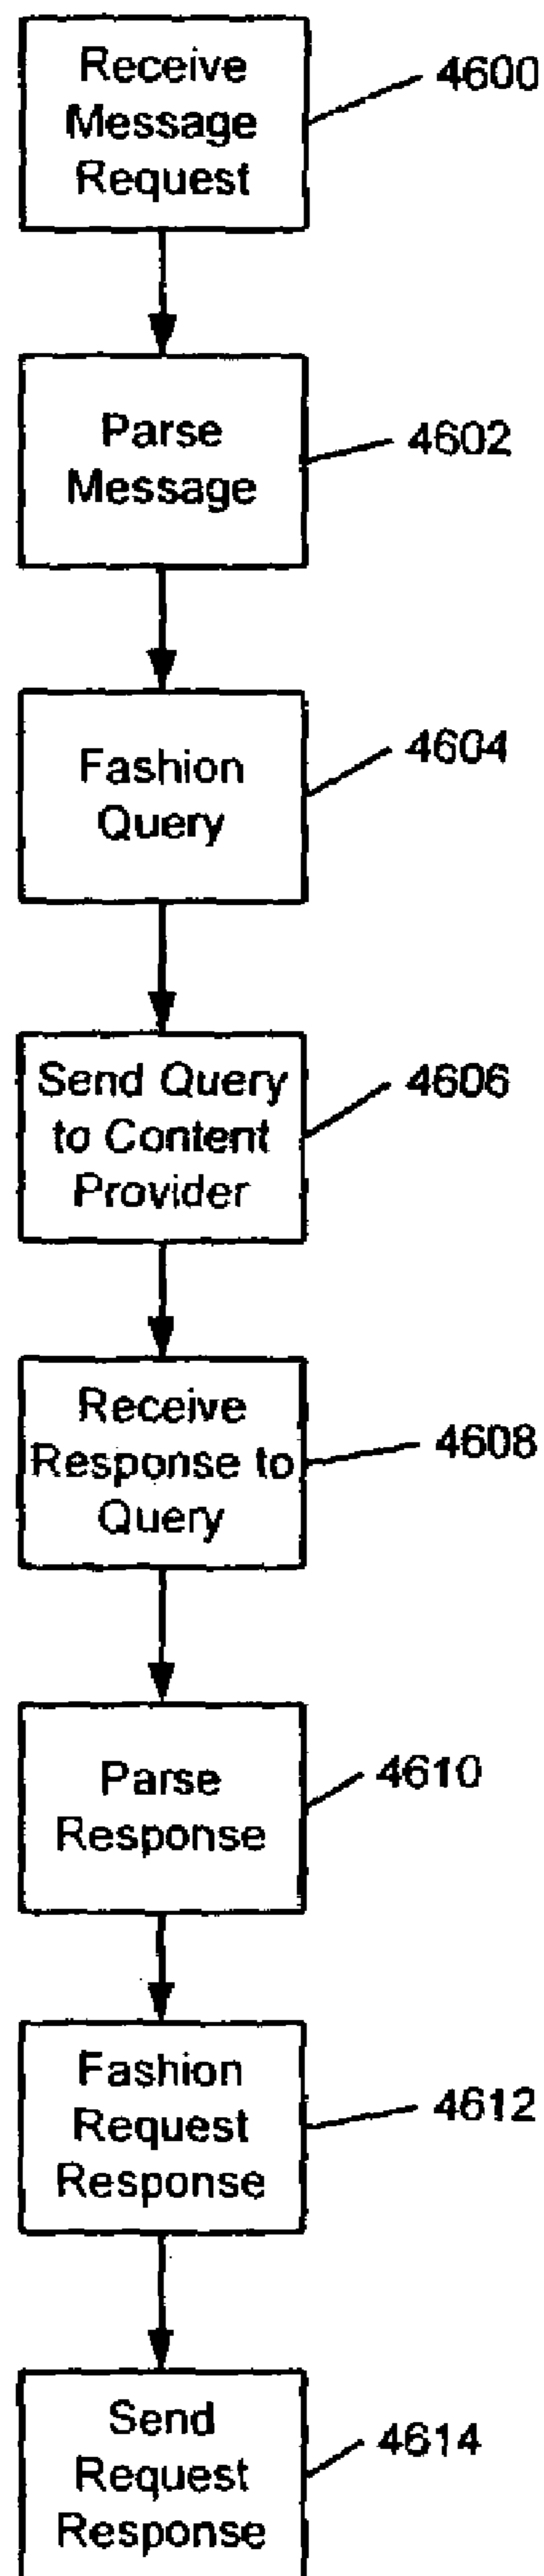 Receive
Message
Request
4600
Parse
Message
4602
Fashion
Query
4604
Send Query
to Content
Provider
4606
Receive
Response to
Query
4608
Parse
Response
4610
Fashion
Request
Response
4612
Send
Request
Response
4614